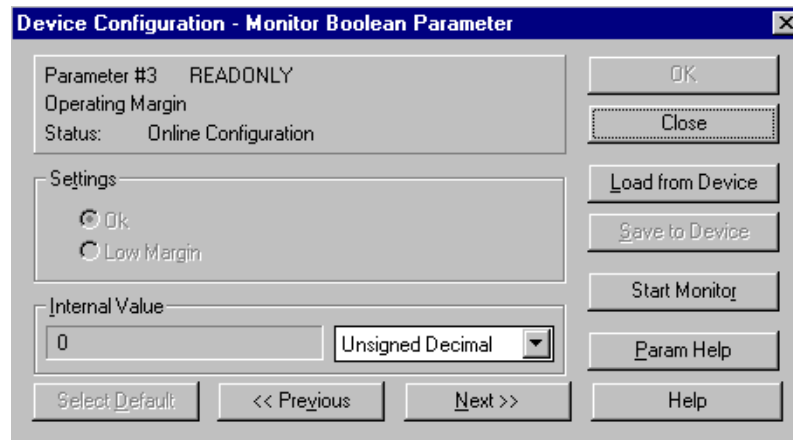 Device Configuration - Monitor Boolean Parameter
Parameter #3 READONLY
Operating Margin
Status: Online Configuration
OK
Close
Settings
Ok
Low Margin
Load from Device
Save to Device
Start Monitor
Internal Value
0 Unsigned Decimal
Param Help
Select Default << Previous Next >> Help